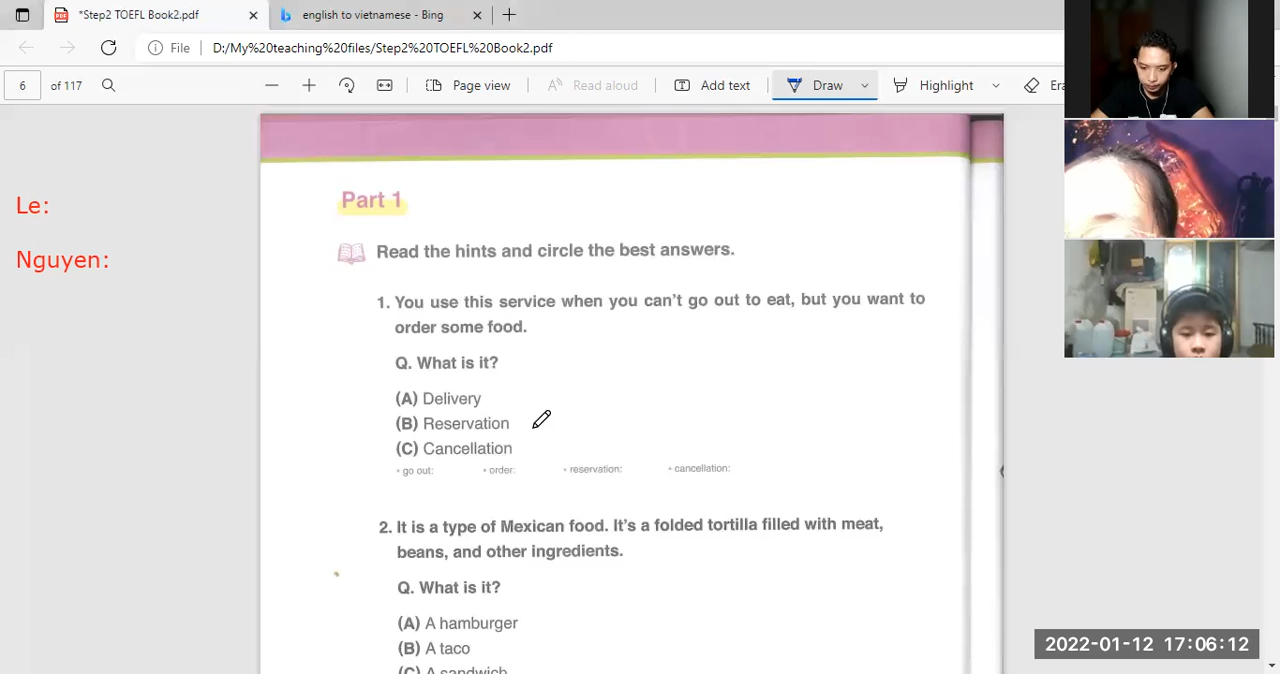 *Step2 TOEFL Book2.pdf
english to vietnamese - Bing
File D:/My%20teaching%20files/Step2%20TOEFL%20Book2.pdf
6 of 117
Page view
Read aloud
Add text
Draw
Highlight
Era
Le:
Nguyen:
Part 1
Read the hints and circle the best answers.
1. You use this service when you can't go out to eat, but you want to
order some food.
Q. What is it?
(A) Delivery
(B) Reservation
(C) Cancellation
• go out: • order: • reservation: • cancellation:
2. It is a type of Mexican food. It's a folded tortilla filled with meat,
beans, and other ingredients.
Q. What is it?
(A) A hamburger
(B) A taco
(C) A sandwich
2022-01-12 17:06:12